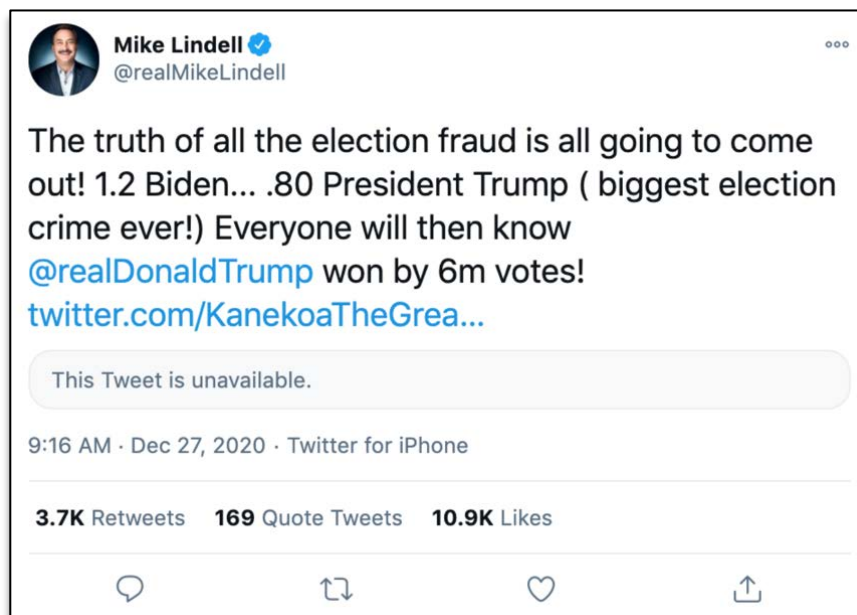 Mike Lindell
@realMikeLindell
The truth of all the election fraud is all going to come
out! 1.2 Biden... .80 President Trump ( biggest election
crime ever!) Everyone will then know
@realDonaldTrump won by 6m votes!
twitter.com/KanekoaTheGrea...
This Tweet is unavailable.
9:16 AM · Dec 27, 2020 · Twitter for iPhone
3.7K Retweets 169 Quote Tweets 10.9K Likes